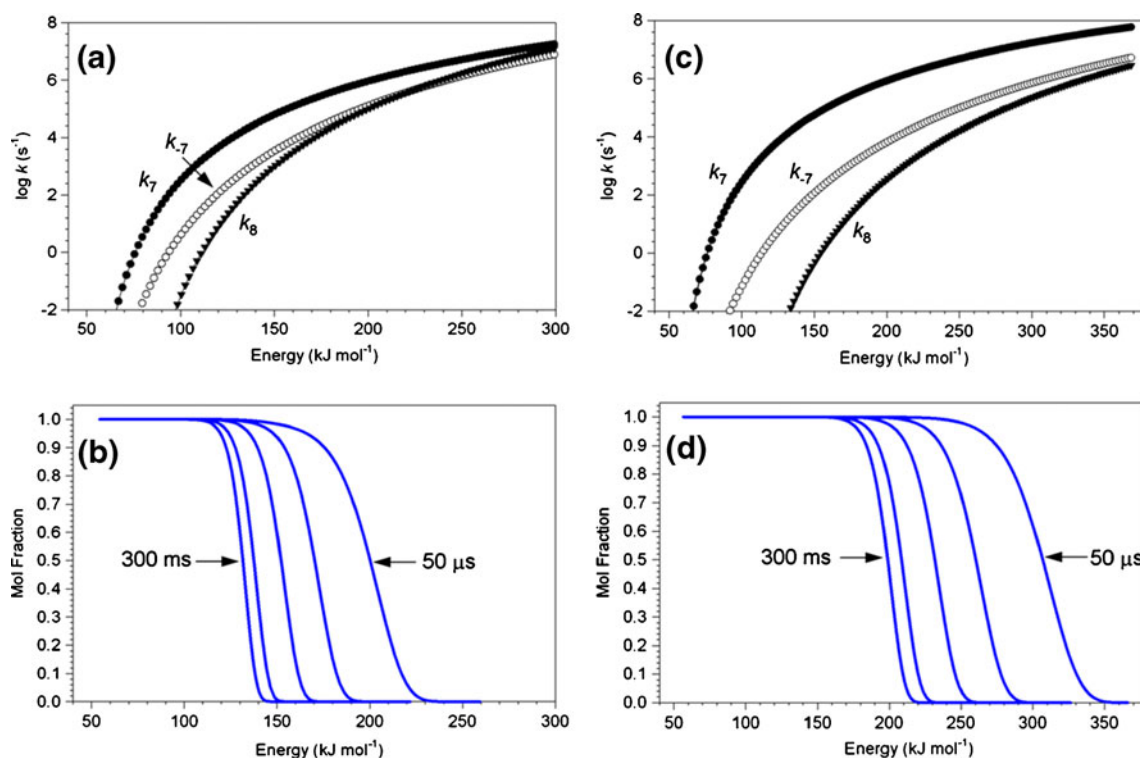 (a)
8
6
4
2
0
-2
log k (s⁻¹)
k₇
k₋₇
k₈
50 100 150 200 250 300
Energy (kJ mol⁻¹)
(c)
8
6
4
2
0
-2
log k (s⁻¹)
k₇
k₋₇
k₈
50 100 150 200 250 300 350
Energy (kJ mol⁻¹)
(b)
1.0
0.9
0.8
0.7
0.6
0.5
0.4
0.3
0.2
0.1
0.0
Mol Fraction
300 ms
50 μs
50 100 150 200 250 300
Energy (kJ mol⁻¹)
(d)
1.0
0.9
0.8
0.7
0.6
0.5
0.4
0.3
0.2
0.1
0.0
Mol Fraction
300 ms
50 μs
50 100 150 200 250 300 350
Energy (kJ mol⁻¹)